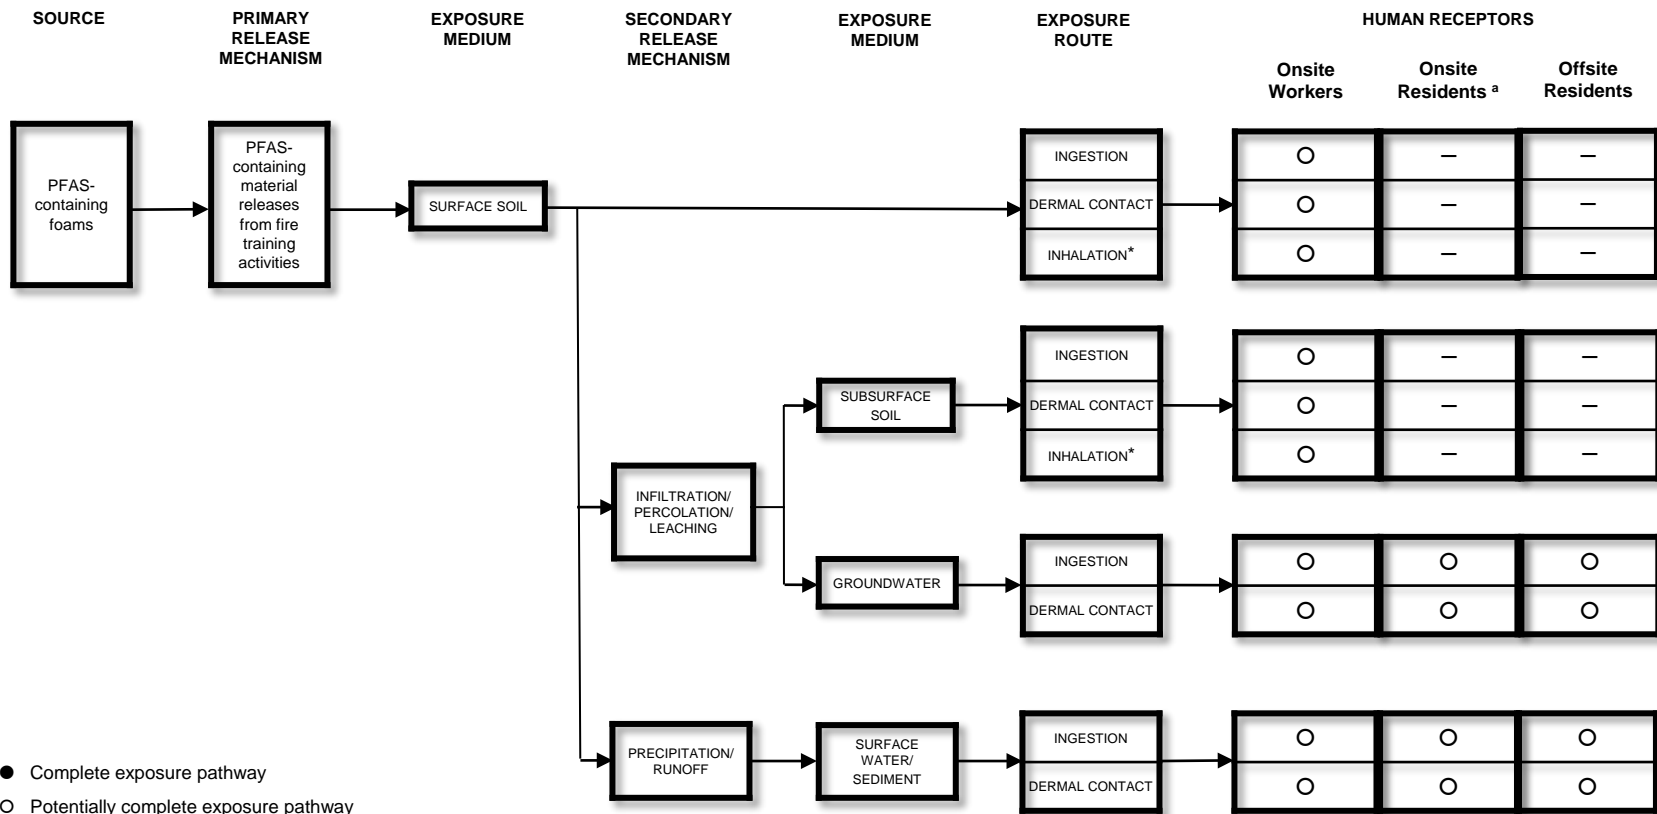 SOURCE
PRIMARY
RELEASE
MECHANISM
EXPOSURE
MEDIUM
SECONDARY
RELEASE
MECHANISM
EXPOSURE
MEDIUM
EXPOSURE
ROUTE
HUMAN RECEPTORS
Onsite
Workers
Onsite
Residents a
Offsite
Residents
PFAS-
containing
foams
PFAS-
containing
material
releases
from fire
training
activities
SURFACE SOIL
INGESTION
DERMAL CONTACT
INHALATION*
– –
– –
– –
SUBSURFACE
SOIL
INGESTION
DERMAL CONTACT
INHALATION*
– –
– –
– –
INFILTRATION/
PERCOLATION/
LEACHING
GROUNDWATER
INGESTION
DERMAL CONTACT
PRECIPITATION/
RUNOFF
SURFACE
WATER/
SEDIMENT
INGESTION
DERMAL CONTACT
Complete exposure pathway
Potentially complete exposure pathway